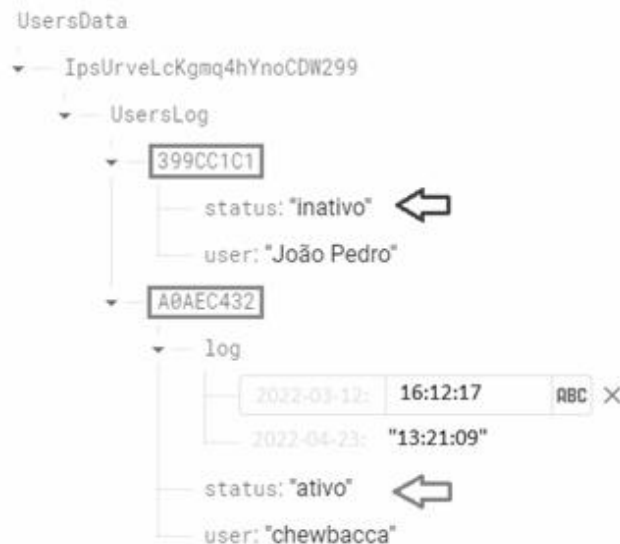 UsersData
IpsUrveLcKgmq4hYnoCDW299
UsersLog
399CC1C1
status: "inativo"
user: "João Pedro"
A0AEC432
log
2022-03-12: 16:12:17 ABC
2022-04-23: "13:21:09"
status: "ativo"
user: "chewbacca"